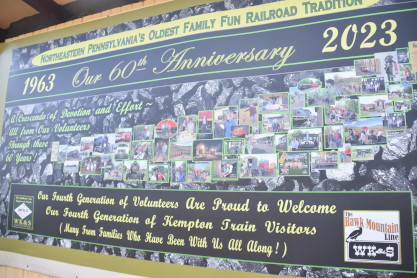 Northeastern Pennsylvania's Oldest Family Fun Railroad Tradition
1963 Our 60th Anniversary 2023
A Crescendo of Devotion and Effort~
All from Our Volunteers
These
60 Years!
Our Fourth Generation of Volunteers Are Proud to Welcome
Our Fourth Generation of Kempton Train Visitors
(Many From Families Who Have Been With Us All Along!)
WK&S
The
Hawk Mountain
Line
WK&S